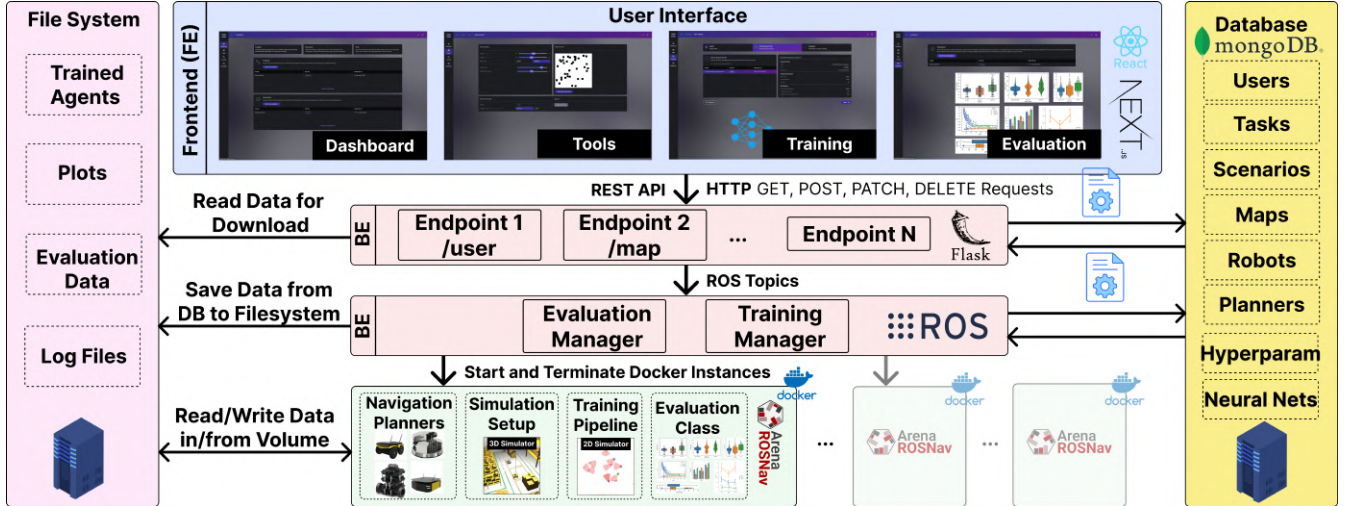 File System
Trained
Agents
Plots
Evaluation
Data
Log Files
Frontend (FE)
User Interface
Dashboard
Tools
Training
Evaluation
React
NEXT
.JS
REST API
HTTP GET, POST, PATCH, DELETE Requests
Read Data for
Download
BE
Endpoint 1
/user
Endpoint 2
/map
...
Endpoint N
Flask
ROS Topics
Save Data from
DB to Filesystem
BE
Evaluation
Manager
Training
Manager
ROS
Start and Terminate Docker Instances
Read/Write Data
in/from Volume
Navigation
Planners
Simulation
Setup
3D Simulator
Training
Pipeline
2D Simulator
Evaluation
Class
docker
Arena
ROSNav
...
docker
Arena
ROSNav
...
docker
Arena
ROSNav
Database
mongoDB®
Users
Tasks
Scenarios
Maps
Robots
Planners
Hyperparam
Neural Nets